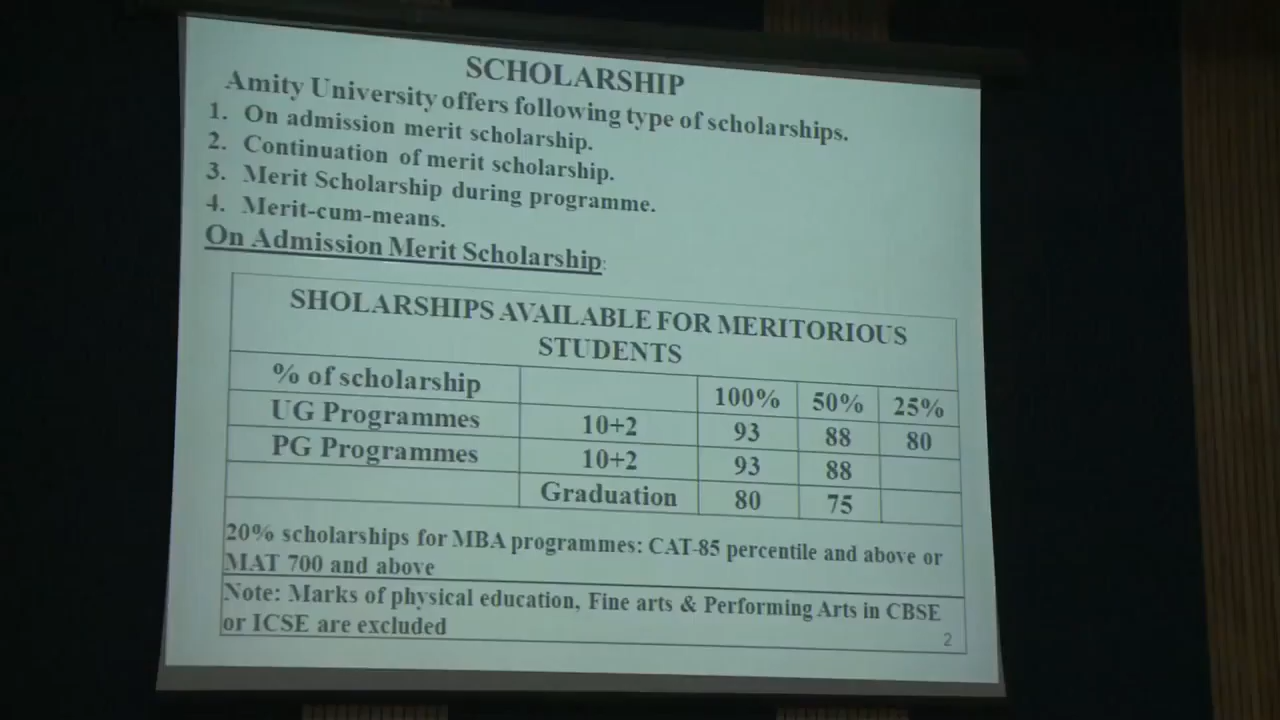 SCHOLARSHIP
Amity University offers following type of scholarships.
1. On admission merit scholarship.
2. Continuation of merit scholarship.
3. Merit Scholarship during programme.
4. Merit-cum-means.
On Admission Merit Scholarship:
SHOLARSHIPS AVAILABLE FOR MERITORIOUS
STUDENTS
% of scholarship 100% 50% 25%
UG Programmes 10+2 93 88 80
PG Programmes 10+2 93 88
Graduation 80 75
20% scholarships for MBA programmes: CAT-85 percentile and above or
MAT 700 and above
Note: Marks of physical education, Fine arts & Performing Arts in CBSE
or ICSE are excluded
2